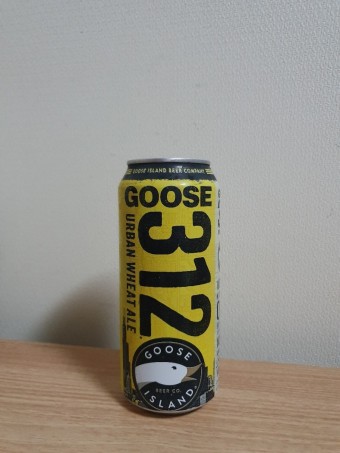 GOOSE ISLAND BEER COMPANY
GOOSE
312
URBAN WHEAT ALE
GOOSE
BEER CO.
ISLAND